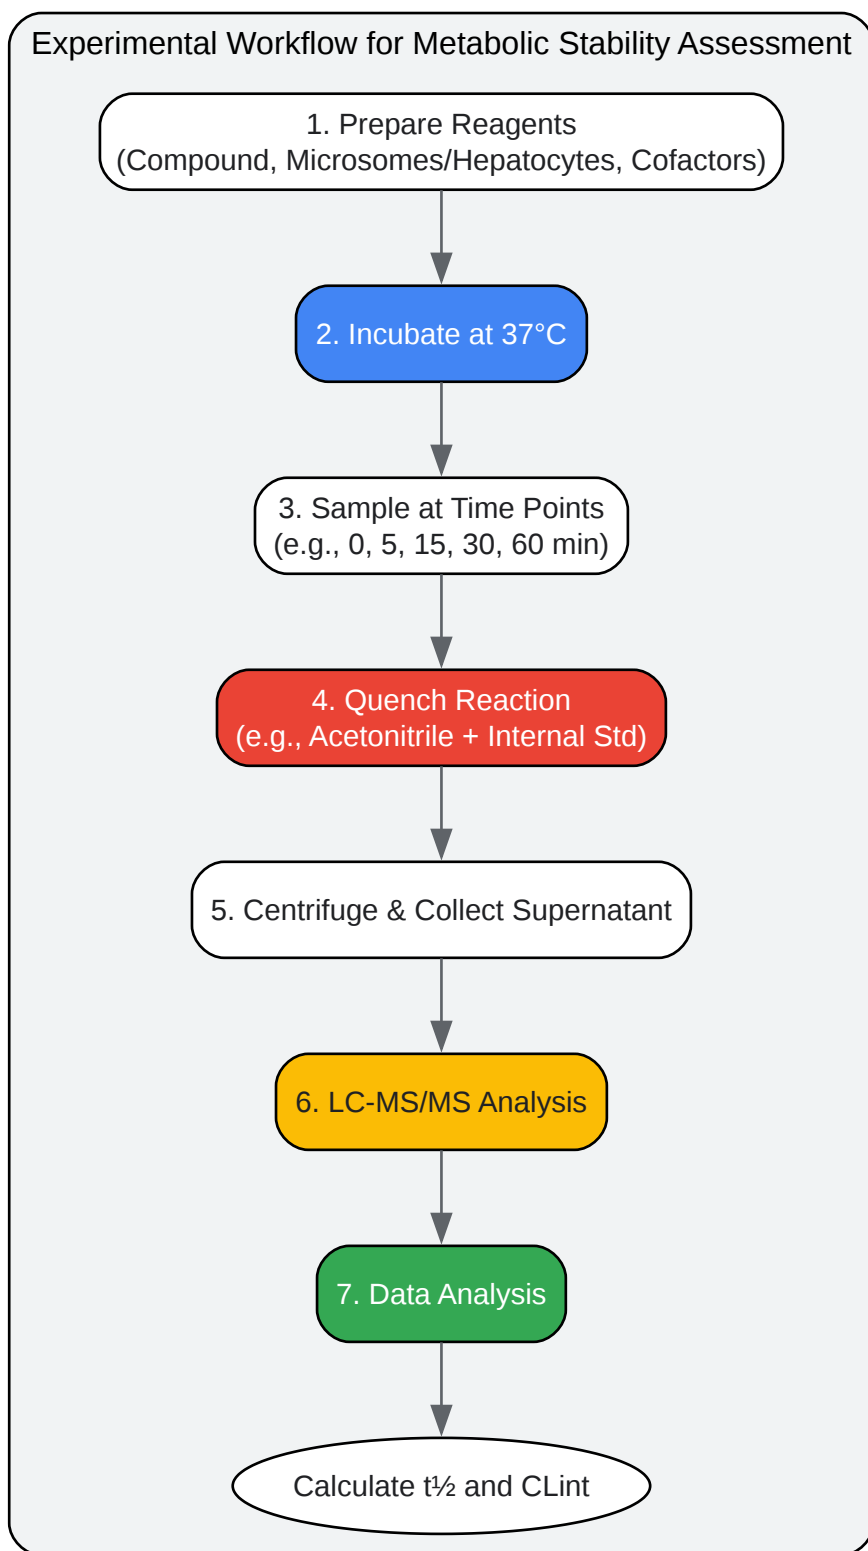 Experimental Workflow for Metabolic Stability Assessment
1. Prepare Reagents
(Compound, Microsomes/Hepatocytes, Cofactors)
2. Incubate at 37°C
3. Sample at Time Points
(e.g., 0, 5, 15, 30, 60 min)
4. Quench Reaction
(e.g., Acetonitrile + Internal Std)
5. Centrifuge & Collect Supernatant
6. LC-MS/MS Analysis
7. Data Analysis
Calculate t½ and CLint